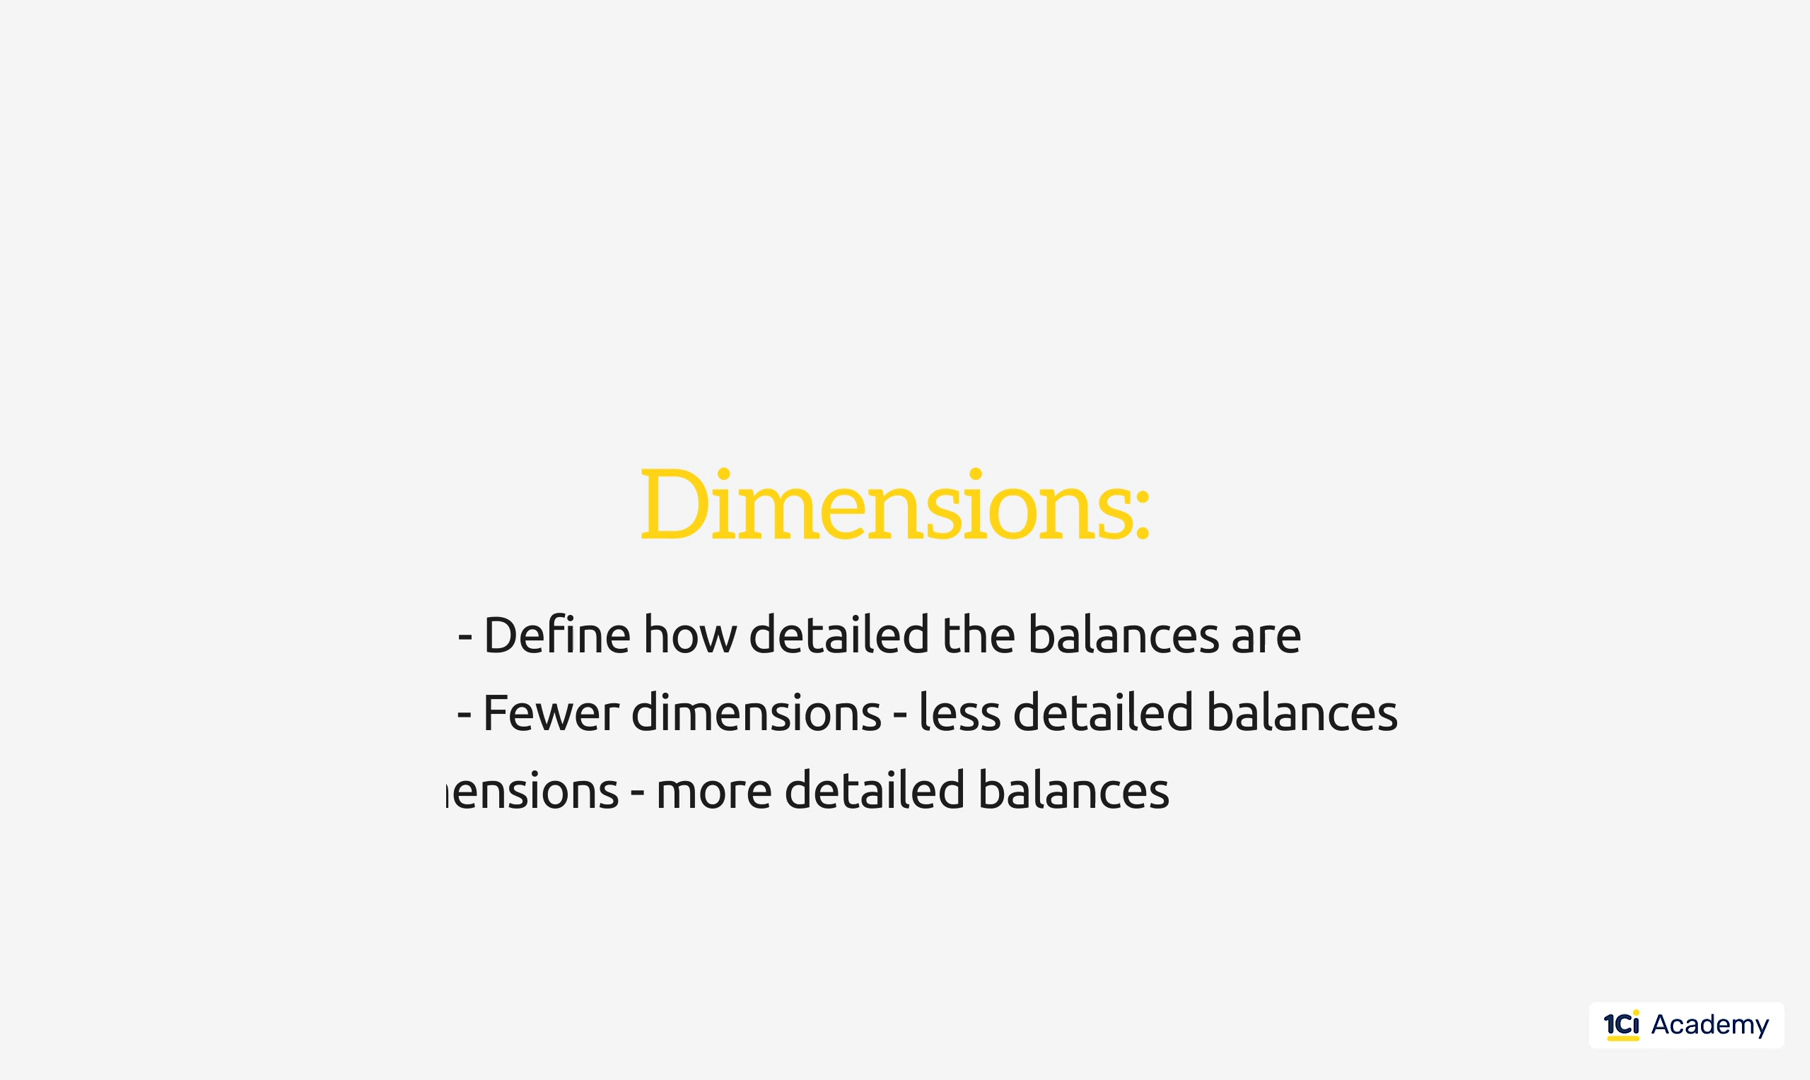 Dimensions:
- Define how detailed the balances are
- Fewer dimensions - less detailed balances
ensions - more detailed balances
1Ci Academy